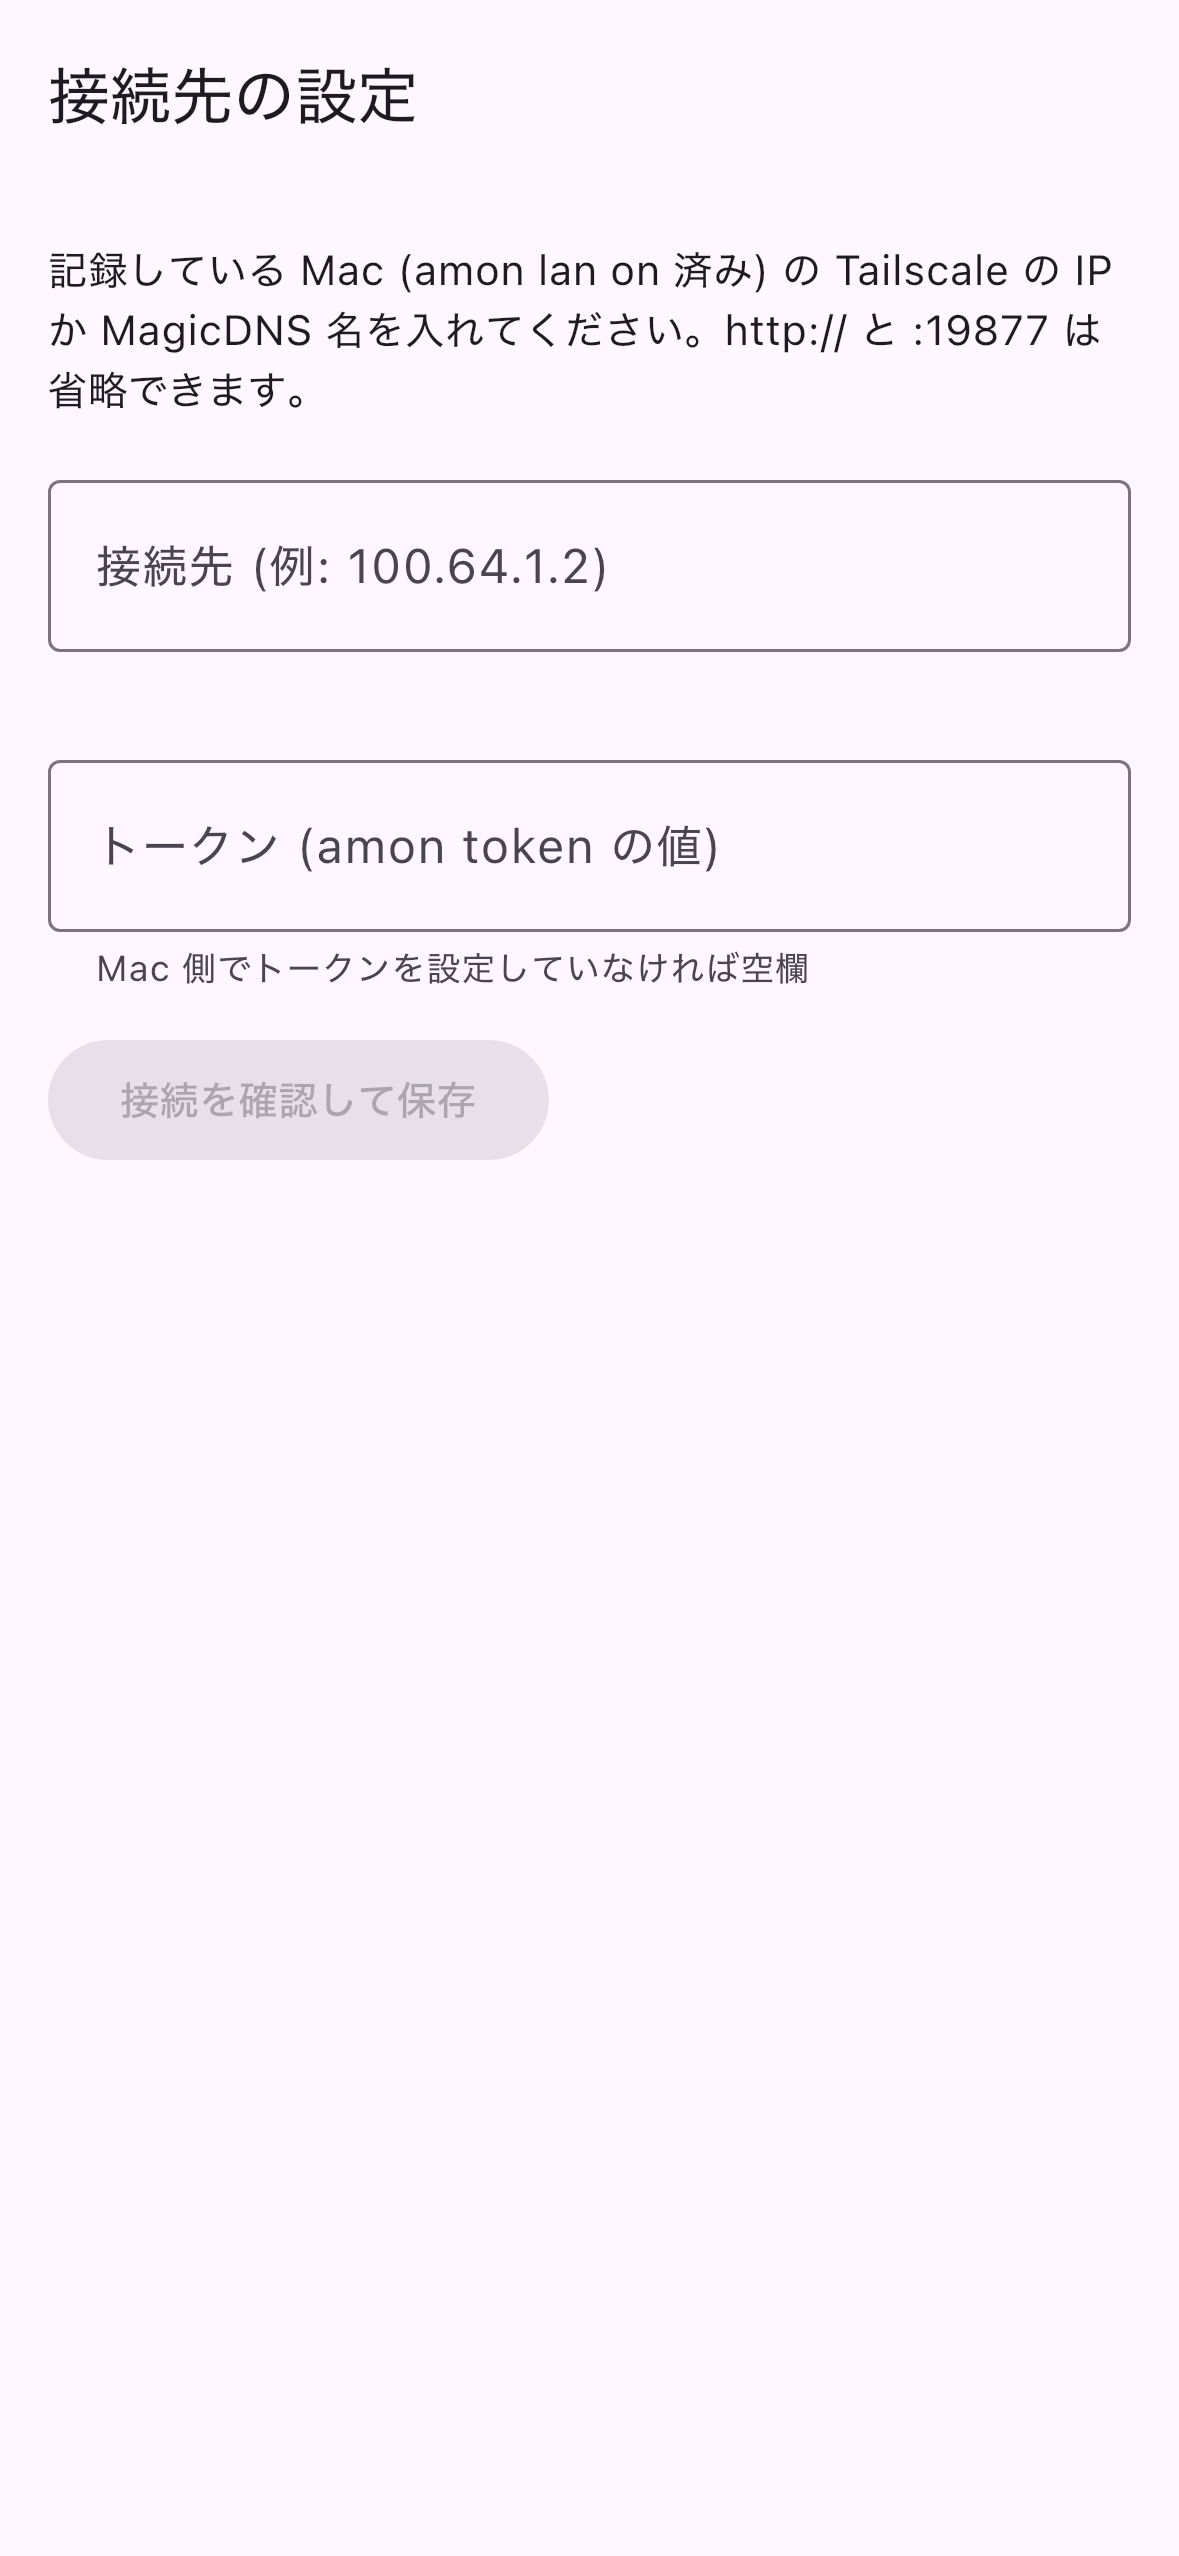 接続先の設定
記録している Mac (amon lan on 済み) の Tailscale の IP
か MagicDNS 名を入れてください。http:// と :19877 は
省略できます。
接続先 (例: 100.64.1.2)
トークン (amon token の値)
Mac 側でトークンを設定していなければ空欄
接続を確認して保存